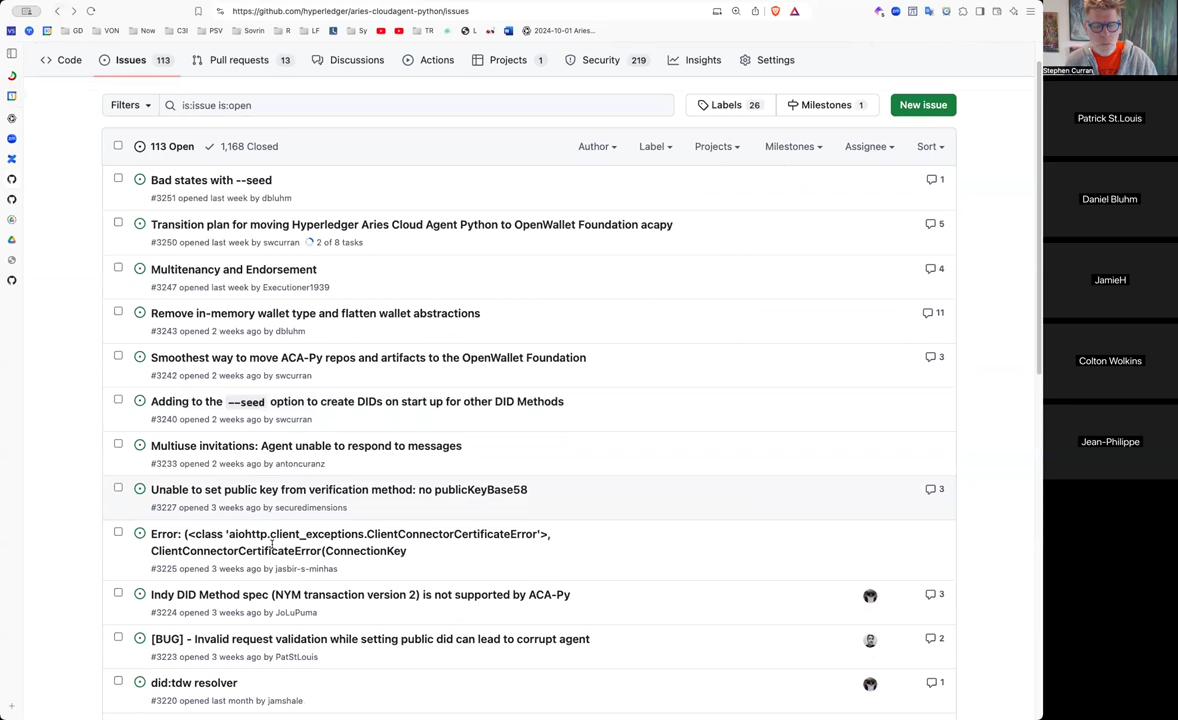 https://github.com/hyperledger/aries-cloudagent-python/issues
GD VON Now C3I PSV Sovrin R LF Sy TR L 2024-10-01 Aries...
Code Issues 113 Pull requests 13 Discussions Actions Projects 1 Security 219 Insights Settings
Filters is:issue is:open Labels 26 Milestones 1 New issue
113 Open 1,168 Closed Author Label Projects Milestones Assignee Sort
Bad states with --seed 1
#3251 opened last week by dbluhm
Transition plan for moving Hyperledger Aries Cloud Agent Python to OpenWallet Foundation acapy 5
#3250 opened last week by swcurran 2 of 8 tasks
Multitenancy and Endorsement 4
#3247 opened last week by Executioner1939
Remove in-memory wallet type and flatten wallet abstractions 11
#3243 opened 2 weeks ago by dbluhm
Smoothest way to move ACA-Py repos and artifacts to the OpenWallet Foundation 3
#3242 opened 2 weeks ago by swcurran
Adding to the --seed option to create DIDs on start up for other DID Methods
#3240 opened 2 weeks ago by swcurran
Multiuse invitations: Agent unable to respond to messages
#3233 opened 2 weeks ago by antoncuranz
Unable to set public key from verification method: no publicKeyBase58 3
#3227 opened 3 weeks ago by securedimensions
Error: (<class 'aiohttp.client_exceptions.ClientConnectorCertificateError'>,
ClientConnectorCertificateError(ConnectionKey
#3225 opened 3 weeks ago by jasbir-s-minhas
Indy DID Method spec (NYM transaction version 2) is not supported by ACA-Py 3
#3224 opened 3 weeks ago by JoLuPuma
[BUG] - Invalid request validation while setting public did can lead to corrupt agent 2
#3223 opened 3 weeks ago by PatStLouis
did:tdw resolver 1
#3220 opened last month by jamshale
Stephen Curran
Patrick St.Louis
Daniel Bluhm
JamieH
Colton Wolkins
Jean-Philippe